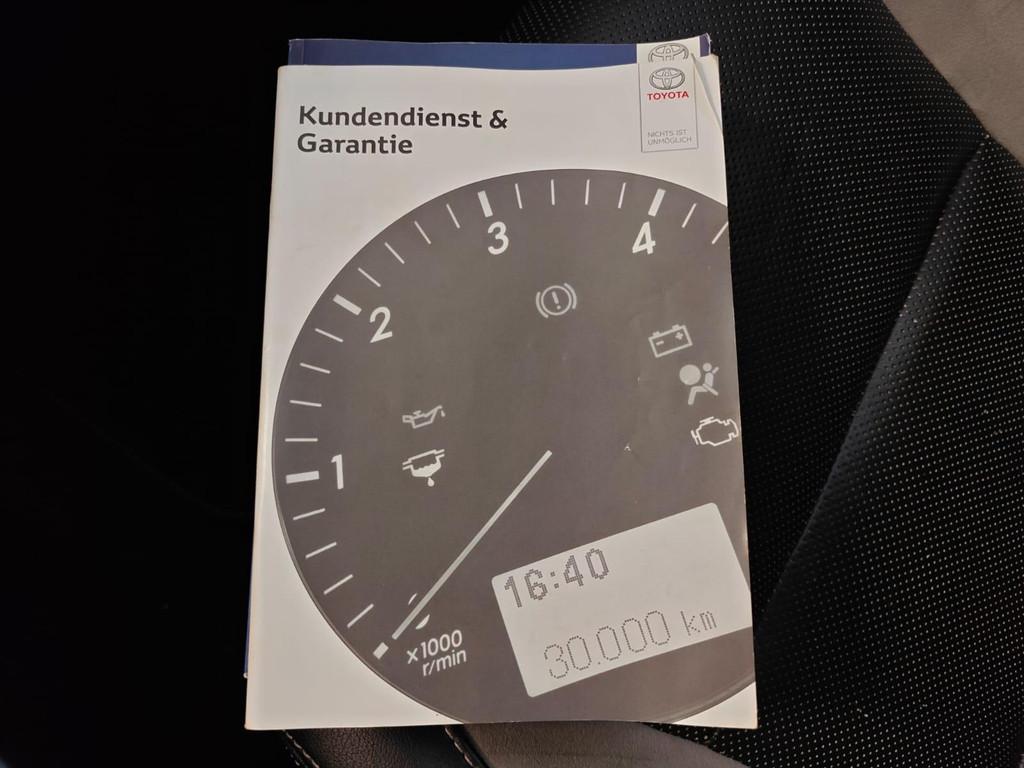 Kundendienst &
Garantie
TOYOTA
NICHTS IST
UNMÖGLICH
3
4
2
1
16:40
30.000 km
x1000
r/min